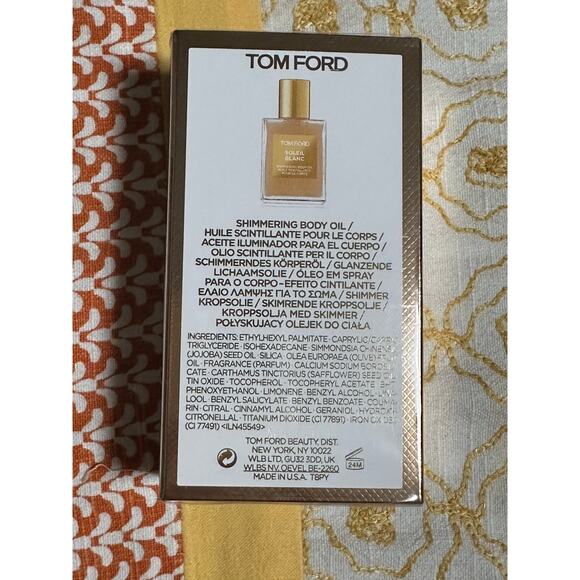 TOM FORD
TOM FORD
SOLEIL
BLANC
SHIMMERING BODY OIL /
HUILE SCINTILLANTE POUR LE CORPS /
ACEITE ILUMINADOR PARA EL CUERPO /
OLIO SCINTILLANTE PER IL CORPO /
SCHIMMERNDES KÖRPERÖL / GLANZENDE
LICHAAMSOLIE / ÓLEO EM SPRAY
PARA O CORPO - EFEITO CINTILANTE /
ΕΛΑΙΟ ΛΑΜΨΗΣ ΓΙΑ ΤΟ ΣΩΜΑ / SHIMMER
KROPSOLIE / SKIMRENDE KROPPSOLJE /
KROPPSOLJA MED SKIMMER /
POŁYSKUJĄCY OLEJEK DO CIAŁA
INGREDIENTS: ETHYLHEXYL PALMITATE · CAPRYLIC/CAPRIC
TRIGLYCERIDE · ISOHEXADECANE · SIMMONDSIA CHINEN
(JOJOBA) SEED OIL · SILICA · OLEA EUROPAEA (OLIVE)
OIL · FRAGRANCE (PARFUM) · CALCIUM SODIUM BOROSI
CATE · CARTHAMUS TINCTORIUS (SAFFLOWER) SEED OIL
TIN OXIDE · TOCOPHEROL · TOCOPHERYL ACETATE · BHT
PHENOXYETHANOL · LIMONENE · BENZYL ALCOHOL · LINA
LOOL · BENZYL SALICYLATE · BENZYL BENZOATE · COUMA
RIN · CITRAL · CINNAMYL ALCOHOL · GERANIOL · HYDROXY
CITRONELLAL · TITANIUM DIOXIDE (CI 77891) · IRON OXIDES
(CI 77491) <ILN45549>
TOM FORD BEAUTY, DIST.
NEW YORK, NY 10022
WLB LTD, GU32 3DD, UK
WLBS NV. OEVEL BE-2260
MADE IN U.S.A. T8PY
24M